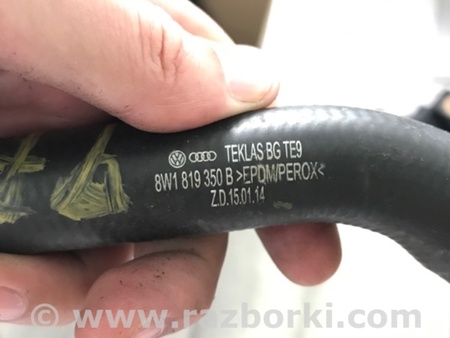 TEKLAS BG TE9
8W1 819 350 B >EPDM/PEROX<
Z.D.15.01.14
© www.razborki.com